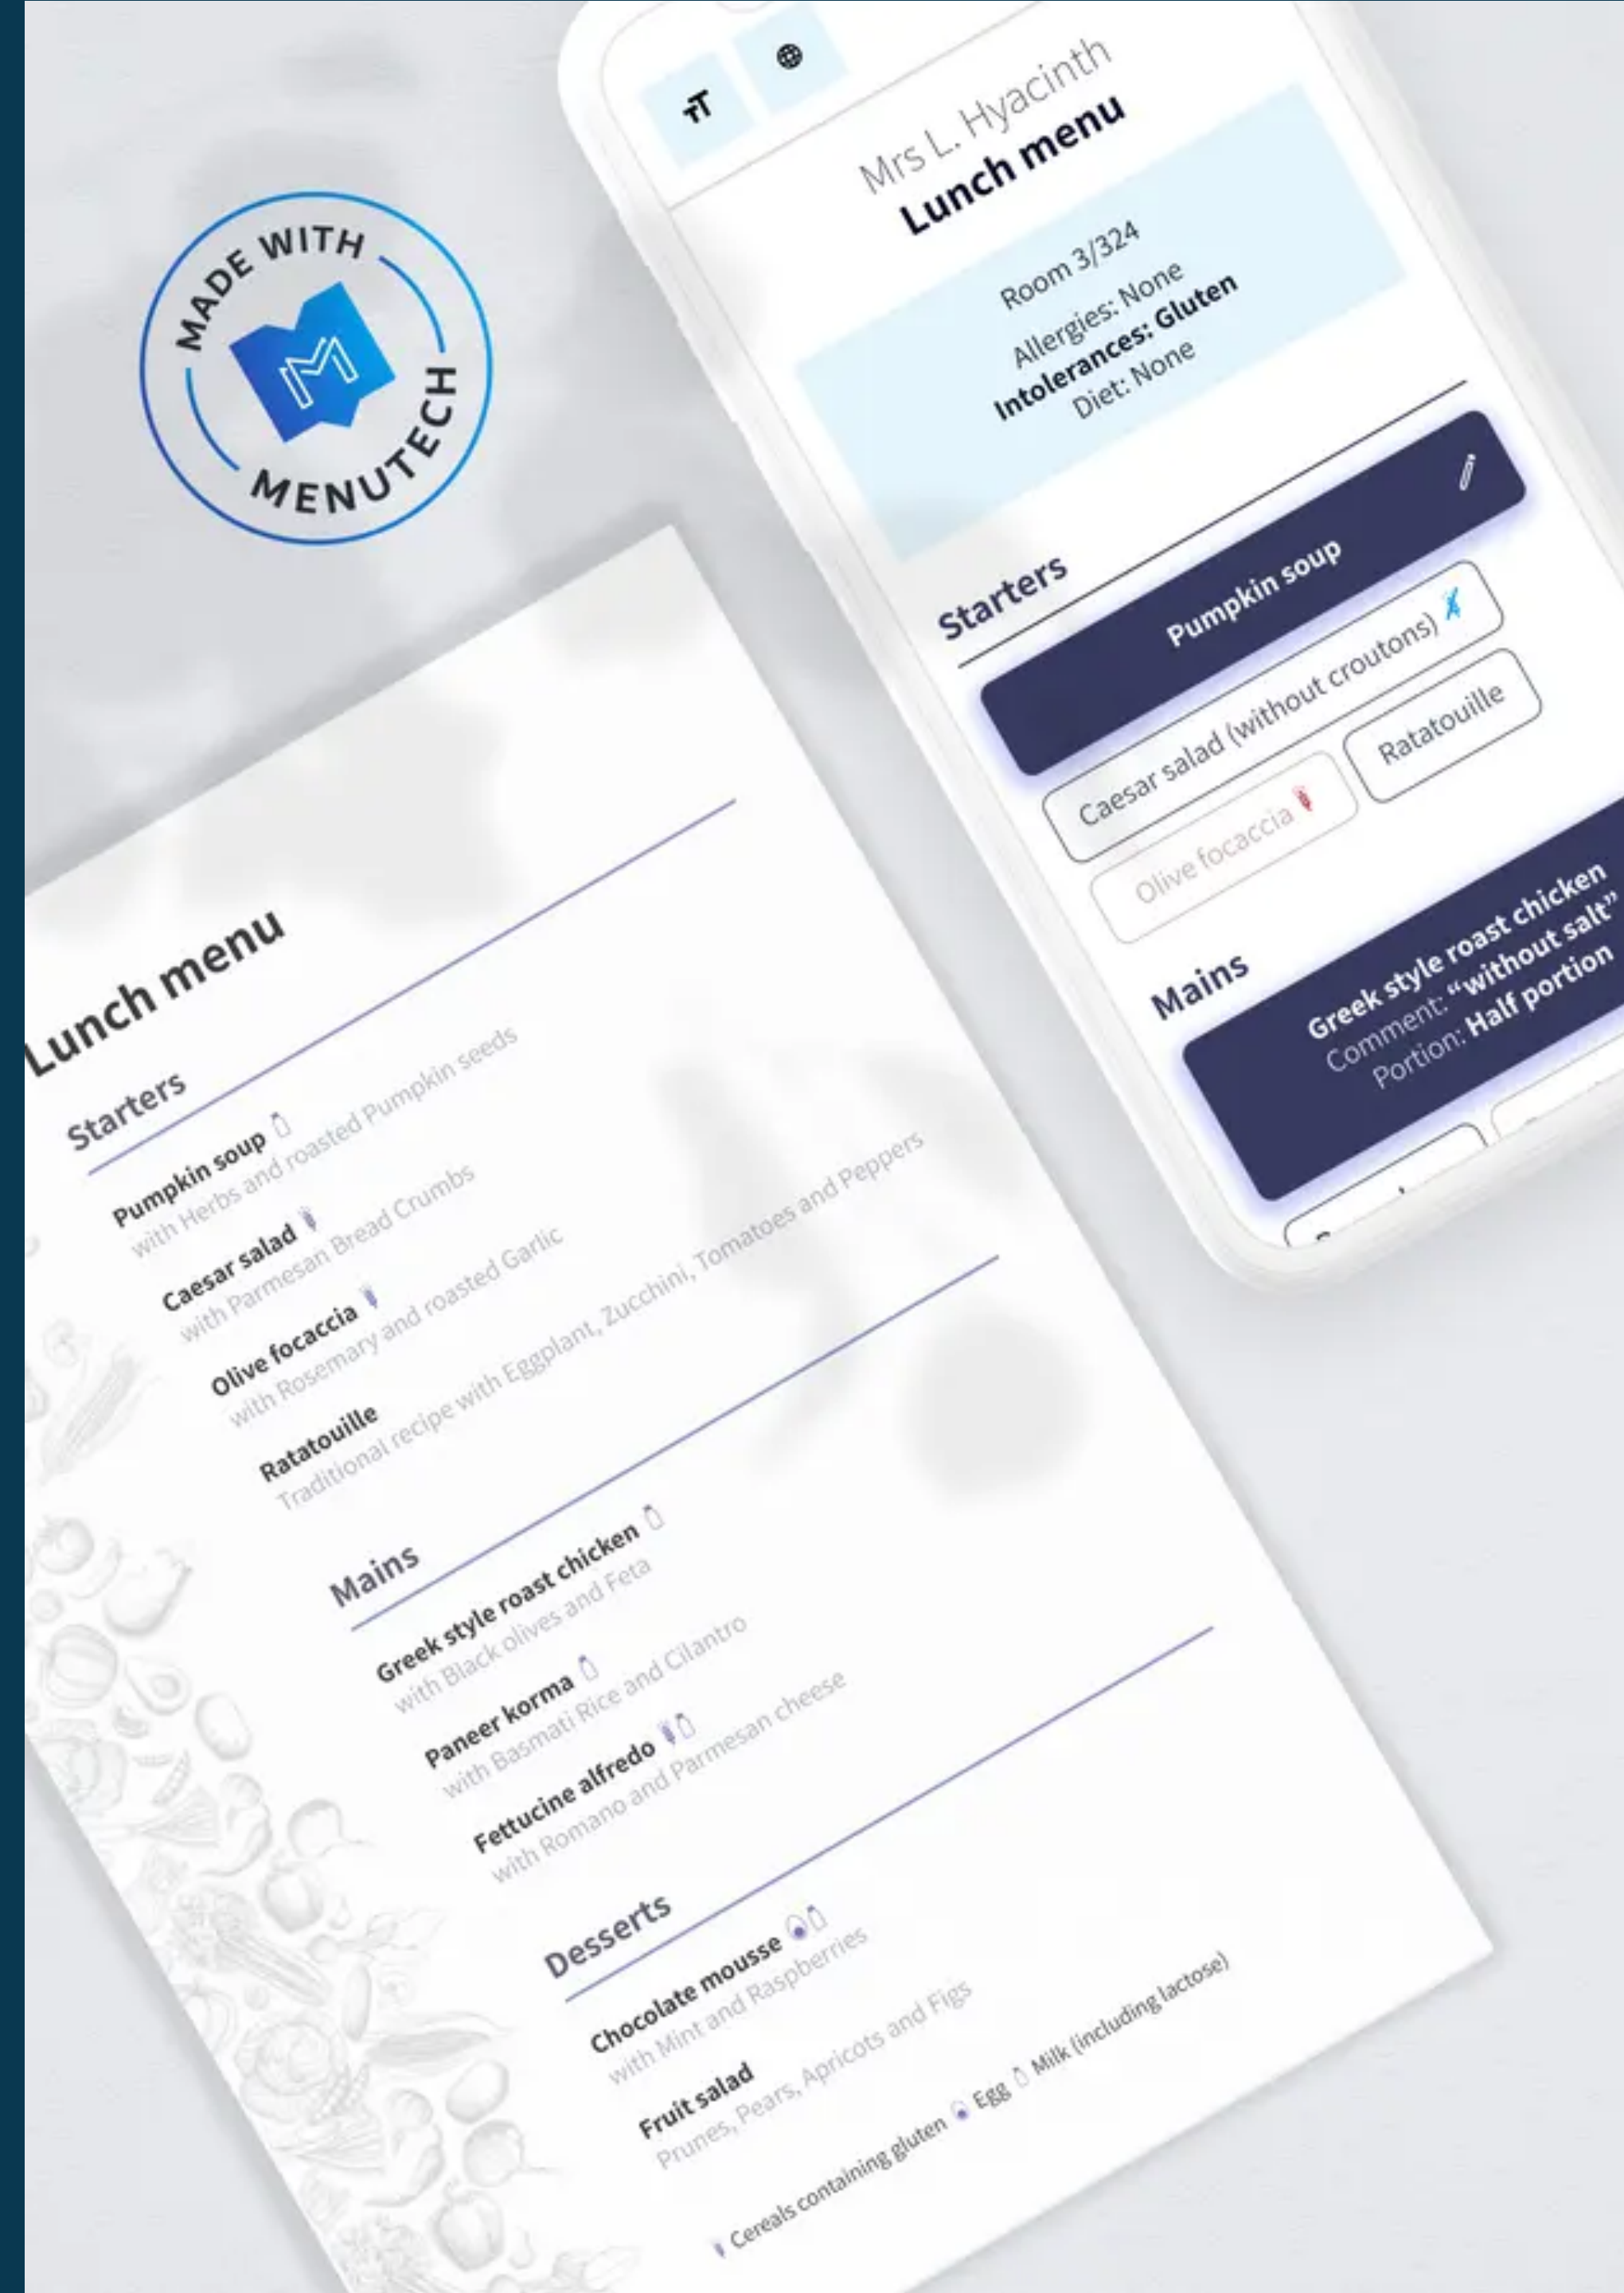 MADE WITH
MENUTECH
Mrs L. Hyacinth
Lunch menu
Room 3/324
Allergies: None
Intolerances: Gluten
Diet: None
Starters
Pumpkin soup
Caesar salad (without croutons)
Olive focaccia
Ratatouille
Mains
Greek style roast chicken
Comment: “without salt”
Portion: Half portion
Lunch menu
Starters
Pumpkin soup
with Herbs and roasted Pumpkin seeds
Caesar salad
with Parmesan Bread Crumbs
Olive focaccia
with Rosemary and roasted Garlic
Ratatouille
Traditional recipe with Eggplant, Zucchini, Tomatoes and Peppers
Mains
Greek style roast chicken
with Black olives and Feta
Paneer korma
with Basmati Rice and Cilantro
Fettucine alfredo
with Romano and Parmesan cheese
Desserts
Chocolate mousse
with Mint and Raspberries
Fruit salad
Prunes, Pears, Apricots and Figs
Cereals containing gluten Egg Milk (including lactose)